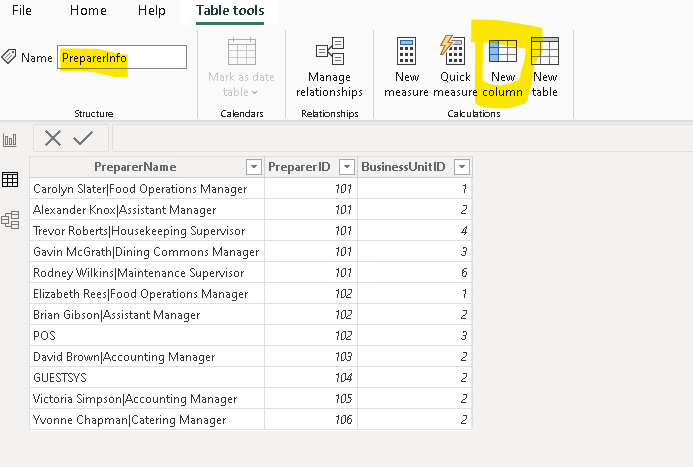 File Home Help Table tools
Name PreparerInfo
Mark as date table
Manage relationships
New measure
Quick measure
New column
New table
Structure Calendars Relationships Calculations
PreparerName PreparerID BusinessUnitID
Carolyn Slater|Food Operations Manager 101 1
Alexander Knox|Assistant Manager 101 2
Trevor Roberts|Housekeeping Supervisor 101 4
Gavin McGrath|Dining Commons Manager 101 3
Rodney Wilkins|Maintenance Supervisor 101 6
Elizabeth Rees|Food Operations Manager 102 1
Brian Gibson|Assistant Manager 102 2
POS 102 3
David Brown|Accounting Manager 103 2
GUESTSYS 104 2
Victoria Simpson|Accounting Manager 105 2
Yvonne Chapman|Catering Manager 106 2